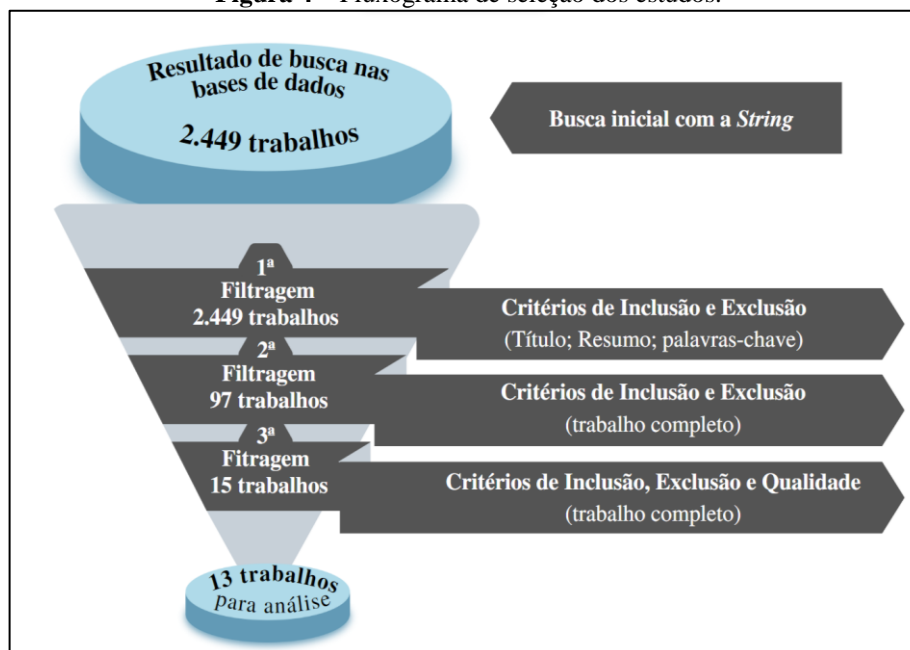 Resultado de busca nas
bases de dados
2.449 trabalhos
Busca inicial com a String
1ª
Filtragem
2.449 trabalhos
Critérios de Inclusão e Exclusão
(Título; Resumo; palavras-chave)
2ª
Filtragem
97 trabalhos
Critérios de Inclusão e Exclusão
(trabalho completo)
3ª
Fitragem
15 trabalhos
Critérios de Inclusão, Exclusão e Qualidade
(trabalho completo)
13 trabalhos
para análise